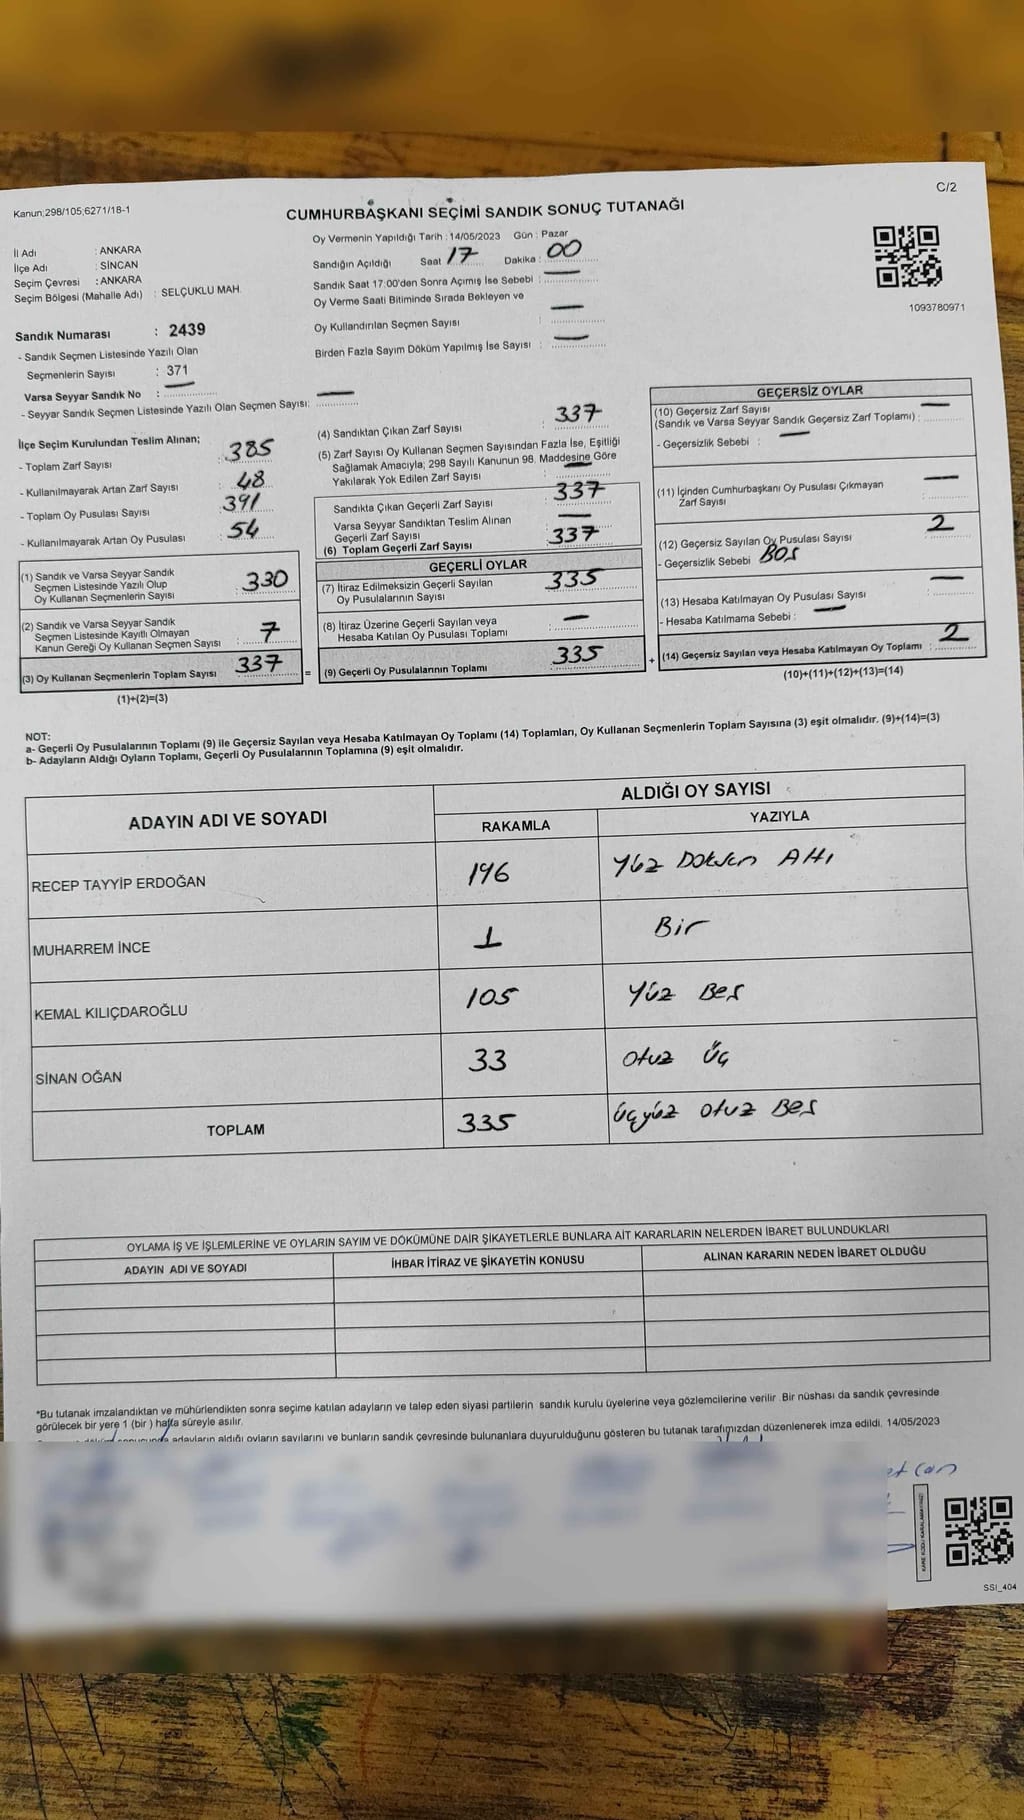 C/2
Kanun;298/105;6271/18-1
CUMHURBAŞKANI SEÇİMİ SANDIK SONUÇ TUTANAĞI
İl Adı : ANKARA
İlçe Adı : SİNCAN
Seçim Çevresi : ANKARA
Seçim Bölgesi (Mahalle Adı) : SELÇUKLU MAH.
Oy Vermenin Yapıldığı Tarih : 14/05/2023 Gün : Pazar
Sandığın Açıldığı Saat 17 Dakika : 00
Sandık Saat 17:00'den Sonra Açımış İse Sebebi : —
Oy Verme Saati Bitiminde Sırada Bekleyen ve
Oy Kullandırılan Seçmen Sayısı : —
Birden Fazla Sayım Döküm Yapılmış İse Sayısı : —
1093780971
Sandık Numarası : 2439
- Sandık Seçmen Listesinde Yazılı Olan
Seçmenlerin Sayısı : 371
Varsa Seyyar Sandık No : —
- Seyyar Sandık Seçmen Listesinde Yazılı Olan Seçmen Sayısı: —
İlçe Seçim Kurulundan Teslim Alınan;
- Toplam Zarf Sayısı : 385
- Kullanılmayarak Artan Zarf Sayısı : 48
- Toplam Oy Pusulası Sayısı : 391
- Kullanılmayarak Artan Oy Pusulası : 54
(1) Sandık ve Varsa Seyyar Sandık
Seçmen Listesinde Yazılı Olup
Oy Kullanan Seçmenlerin Sayısı : 330
(2) Sandık ve Varsa Seyyar Sandık
Seçmen Listesinde Kayıtlı Olmayan
Kanun Gereği Oy Kullanan Seçmen Sayısı : 7
(3) Oy Kullanan Seçmenlerin Toplam Sayısı : 337
(1)+(2)=(3)
=
(4) Sandıktan Çıkan Zarf Sayısı : 337
(5) Zarf Sayısı Oy Kullanan Seçmen Sayısından Fazla İse, Eşitliği
Sağlamak Amacıyla; 298 Sayılı Kanunun 98. Maddesine Göre
Yakılarak Yok Edilen Zarf Sayısı : —
Sandıkta Çıkan Geçerli Zarf Sayısı : 337
Varsa Seyyar Sandıktan Teslim Alınan
Geçerli Zarf Sayısı : —
(6) Toplam Geçerli Zarf Sayısı : 337
GEÇERLİ OYLAR
(7) İtiraz Edilmeksizin Geçerli Sayılan
Oy Pusulalarının Sayısı : 335
(8) İtiraz Üzerine Geçerli Sayılan veya
Hesaba Katılan Oy Pusulası Toplamı : —
(9) Geçerli Oy Pusulalarının Toplamı : 335
+
GEÇERSİZ OYLAR
(10) Geçersiz Zarf Sayısı —
(Sandık ve Varsa Seyyar Sandık Geçersiz Zarf Toplamı) :
- Geçersizlik Sebebi : —
(11) İçinden Cumhurbaşkanı Oy Pusulası Çıkmayan
Zarf Sayısı : —
(12) Geçersiz Sayılan Oy Pusulası Sayısı : 2
- Geçersizlik Sebebi BOŞ
(13) Hesaba Katılmayan Oy Pusulası Sayısı : —
- Hesaba Katılmama Sebebi : —
(14) Geçersiz Sayılan veya Hesaba Katılmayan Oy Toplamı : 2
(10)+(11)+(12)+(13)=(14)
NOT:
a- Geçerli Oy Pusulalarının Toplamı (9) ile Geçersiz Sayılan veya Hesaba Katılmayan Oy Toplamı (14) Toplamları, Oy Kullanan Seçmenlerin Toplam Sayısına (3) eşit olmalıdır. (9)+(14)=(3)
b- Adayların Aldığı Oyların Toplamı, Geçerli Oy Pusulalarının Toplamına (9) eşit olmalıdır.
ADAYIN ADI VE SOYADI ALDIĞI OY SAYISI
RAKAMLA YAZIYLA
RECEP TAYYİP ERDOĞAN 196 Yüz Doksan Altı
MUHARREM İNCE 1 Bir
KEMAL KILIÇDAROĞLU 105 Yüz Beş
SİNAN OĞAN 33 Otuz Üç
TOPLAM 335 Üçyüz Otuz Beş
OYLAMA İŞ VE İŞLEMLERİNE VE OYLARIN SAYIM VE DÖKÜMÜNE DAİR ŞİKAYETLERLE BUNLARA AİT KARARLARIN NELERDEN İBARET BULUNDUKLARI
ADAYIN ADI VE SOYADI İHBAR İTİRAZ VE ŞİKAYETİN KONUSU ALINAN KARARIN NEDEN İBARET OLDUĞU
*Bu tutanak imzalandıktan ve mühürlendikten sonra seçime katılan adayların ve talep eden siyasi partilerin sandık kurulu üyelerine veya gözlemcilerine verilir .Bir nüshası da sandık çevresinde
görülecek bir yere 1 (bir ) hafta süreyle asılır.
adayların aldığı oyların sayılarını ve bunların sandık çevresinde bulunanlara duyurulduğunu gösteren bu tutanak tarafımızdan düzenlenerek imza edildi. 14/05/2023
SSI_404